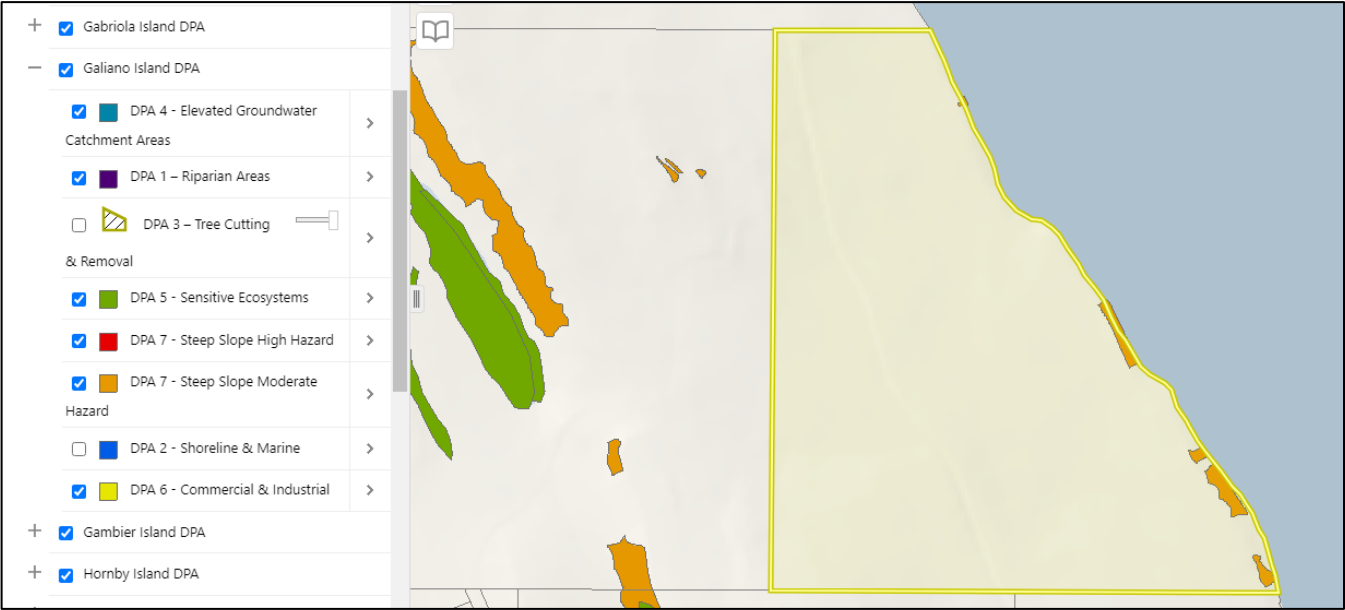 Gabriola Island DPA
Galiano Island DPA
DPA 4 - Elevated Groundwater
Catchment Areas
DPA 1 – Riparian Areas
DPA 3 – Tree Cutting
& Removal
DPA 5 - Sensitive Ecosystems
DPA 7 - Steep Slope High Hazard
DPA 7 - Steep Slope Moderate
Hazard
DPA 2 - Shoreline & Marine
DPA 6 - Commercial & Industrial
Gambier Island DPA
Hornby Island DPA